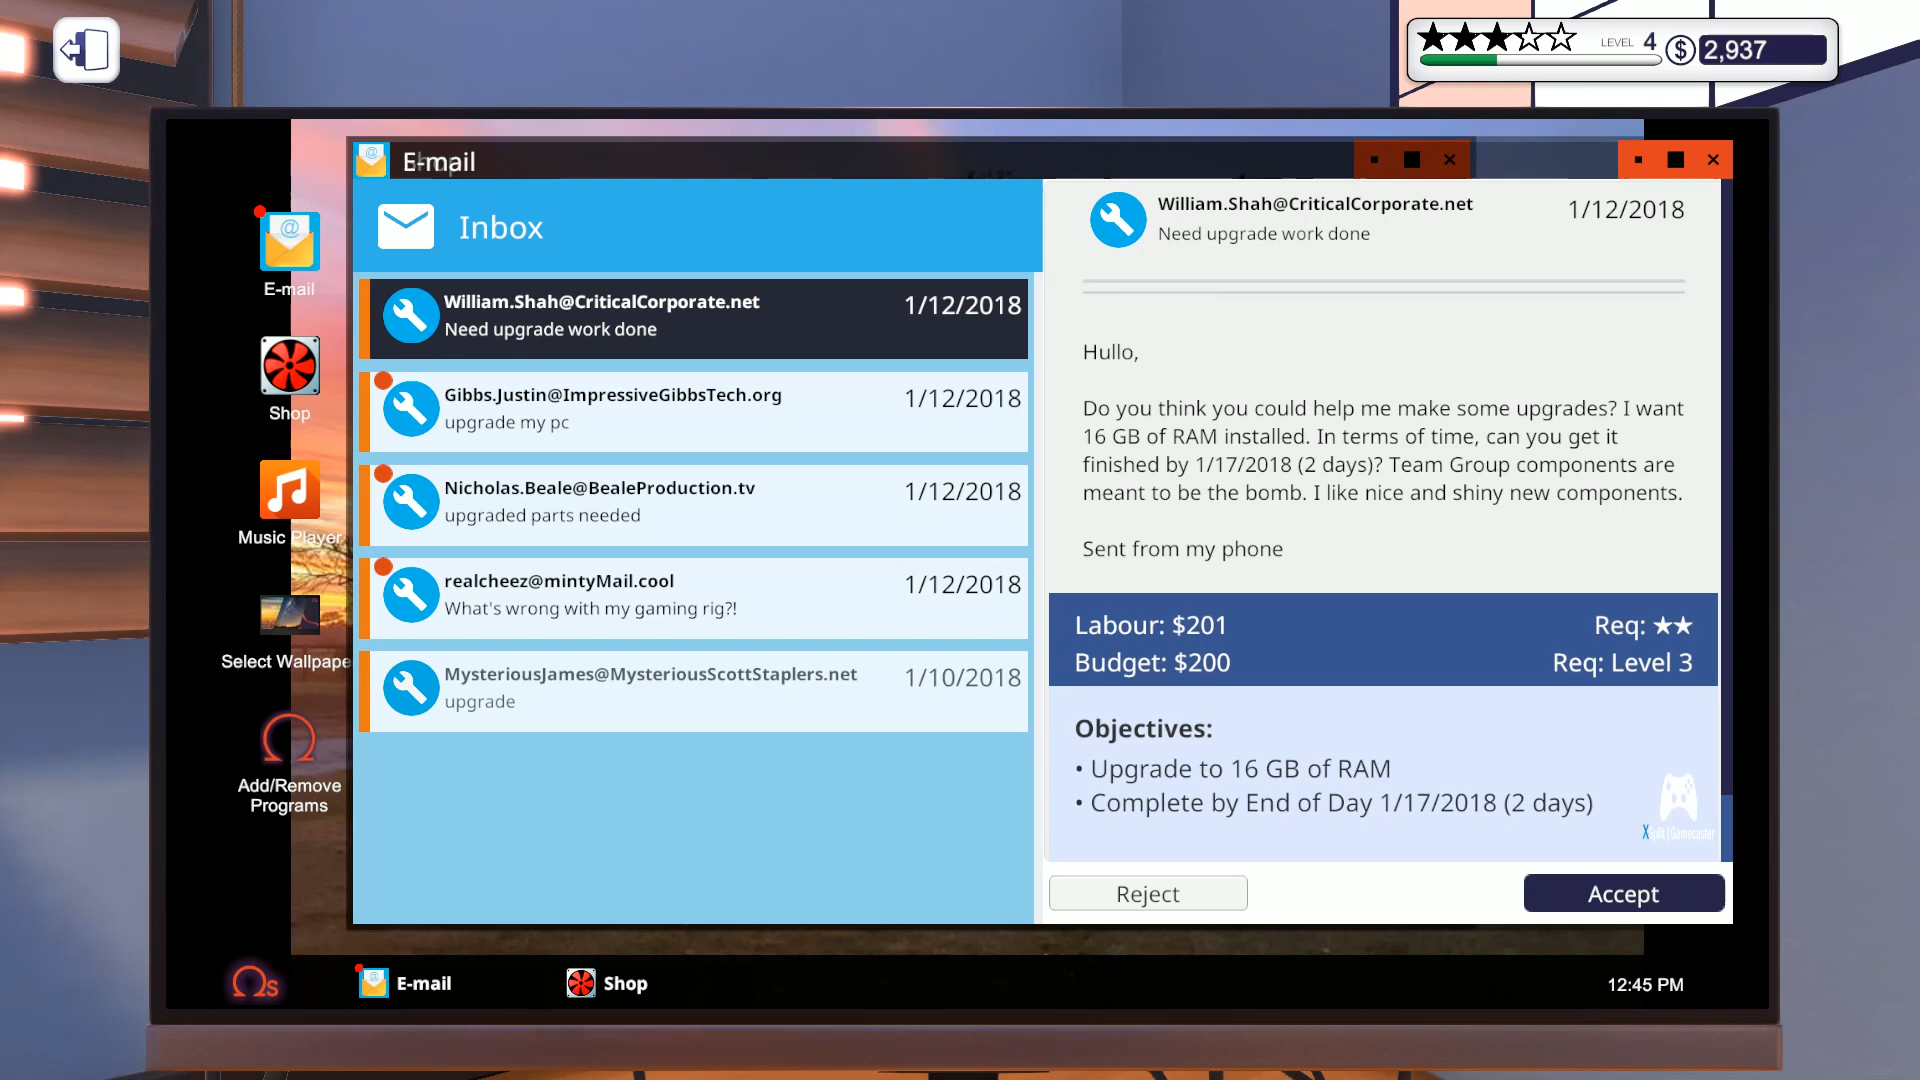 LEVEL 4
$ 2,937
E-mail
Inbox
William.Shah@CriticalCorporate.net
1/12/2018
Need upgrade work done
Gibbs.Justin@ImpressiveGibbsTech.org
1/12/2018
upgrade my pc
Nicholas.Beale@BealeProduction.tv
1/12/2018
upgraded parts needed
realcheez@mintyMail.cool
1/12/2018
What's wrong with my gaming rig?!
MysteriousJames@MysteriousScottStaplers.net
1/10/2018
upgrade
William.Shah@CriticalCorporate.net
1/12/2018
Need upgrade work done
Hullo,
Do you think you could help me make some upgrades? I want
16 GB of RAM installed. In terms of time, can you get it
finished by 1/17/2018 (2 days)? Team Group components are
meant to be the bomb. I like nice and shiny new components.
Sent from my phone
Labour: $201
Req: ★★
Budget: $200
Req: Level 3
Objectives:
• Upgrade to 16 GB of RAM
• Complete by End of Day 1/17/2018 (2 days)
XSplit | Gamecaster
Reject
Accept
E-mail
Shop
Music Player
Select Wallpape
Add/Remove
Programs
E-mail
Shop
12:45 PM